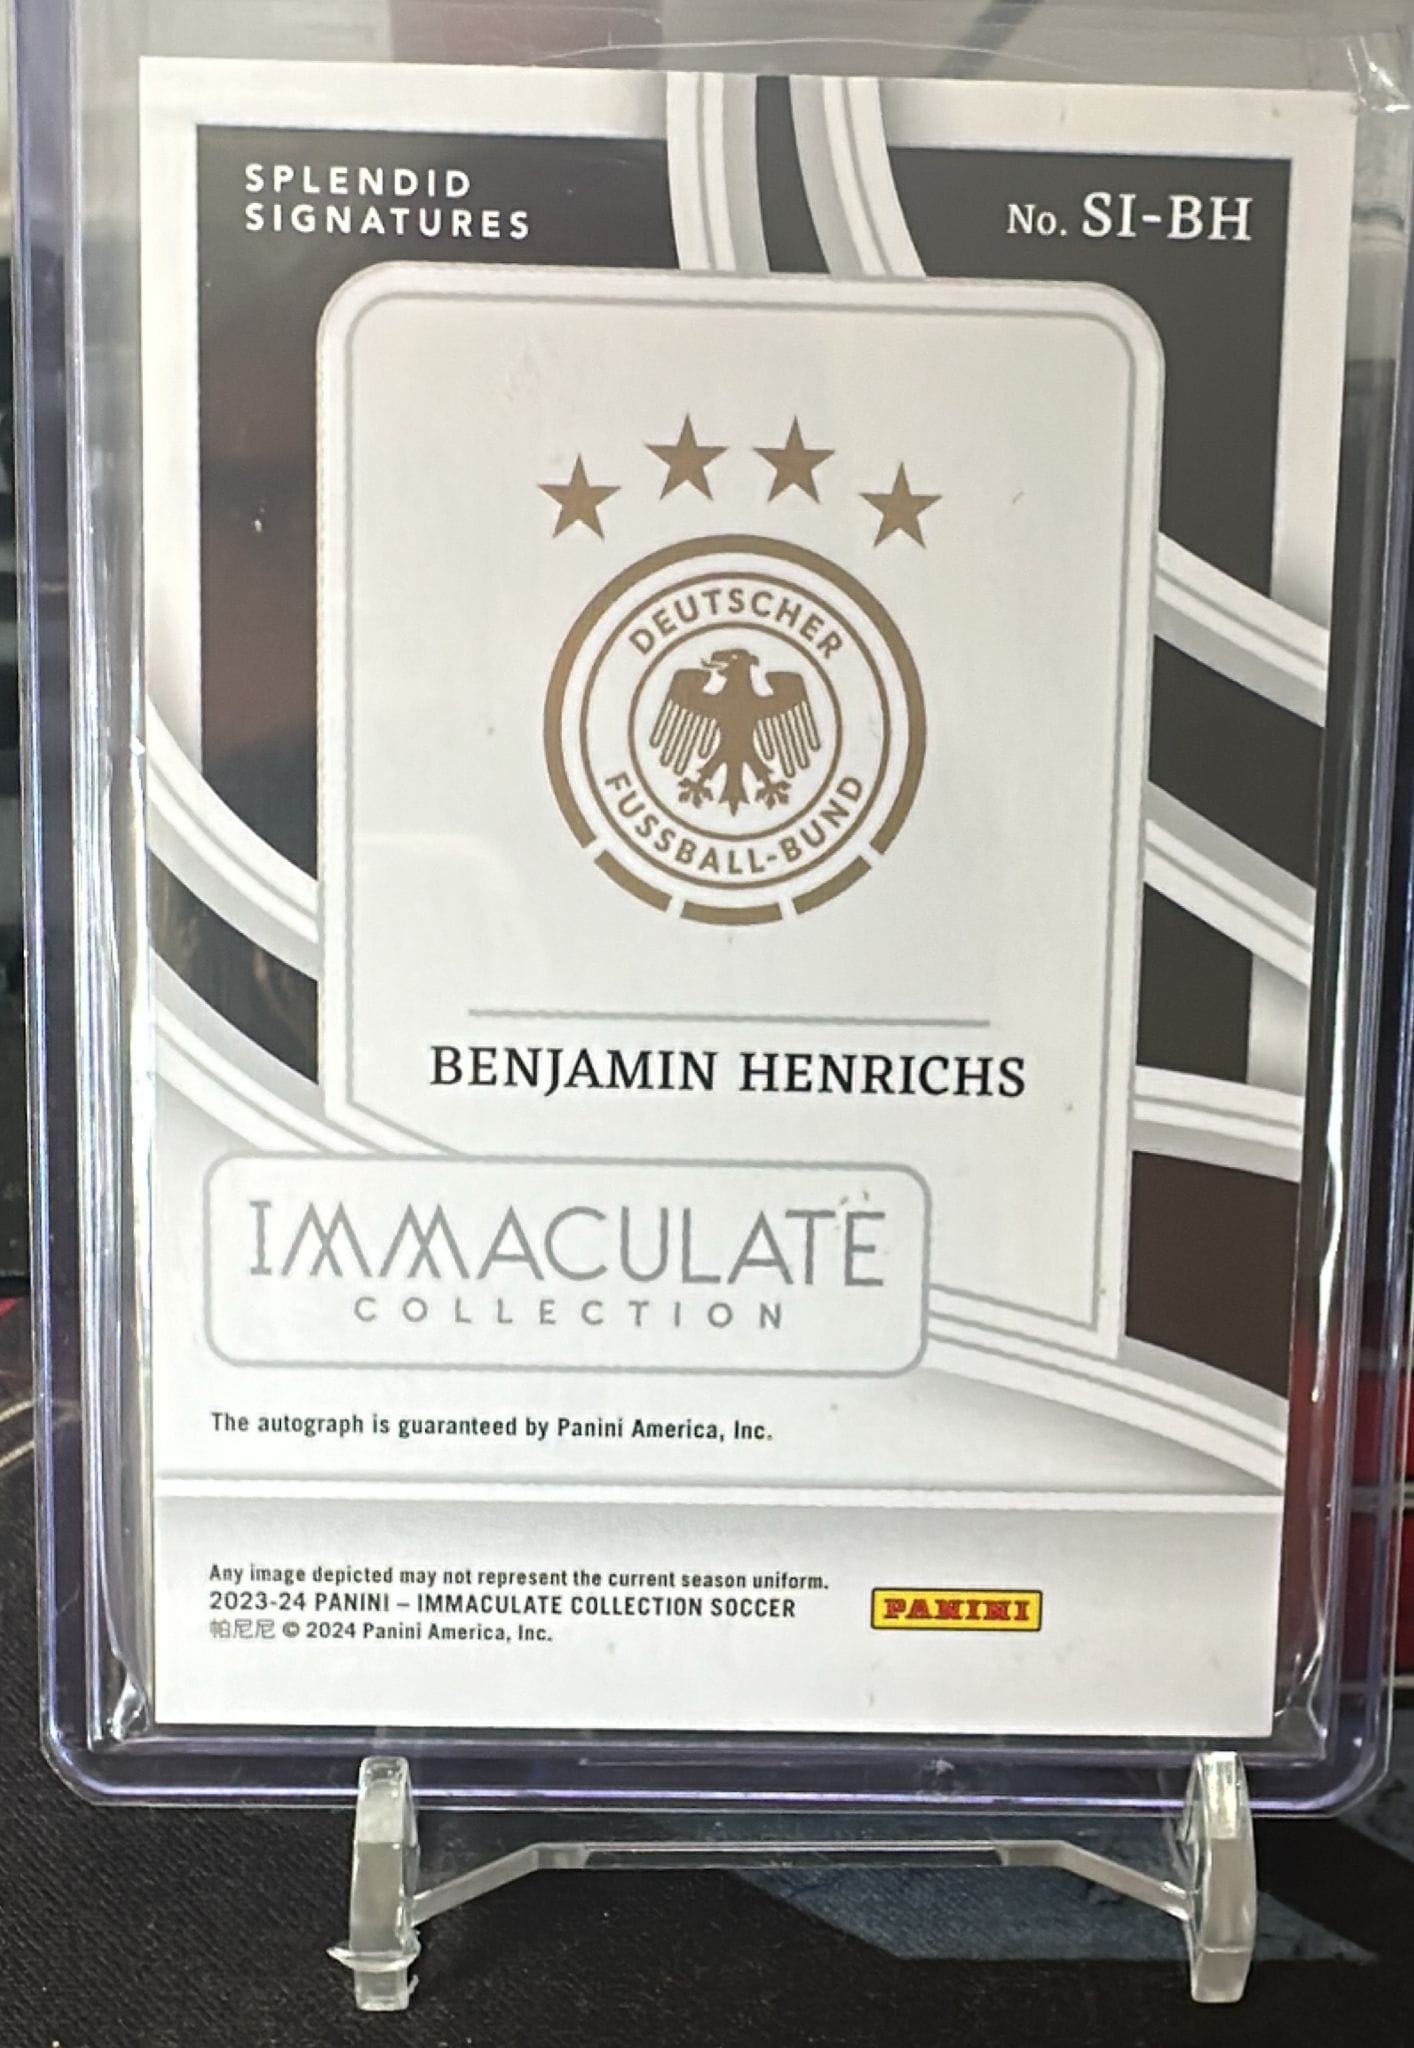 SPLENDID
SIGNATURES
No. SI-BH
DEUTSCHER
FUSSBALL-BUND
BENJAMIN HENRICHS
IMMACULATE
COLLECTION
The autograph is guaranteed by Panini America, Inc.
Any image depicted may not represent the current season uniform.
2023-24 PANINI – IMMACULATE COLLECTION SOCCER
帕尼尼 © 2024 Panini America, Inc.
PANINI